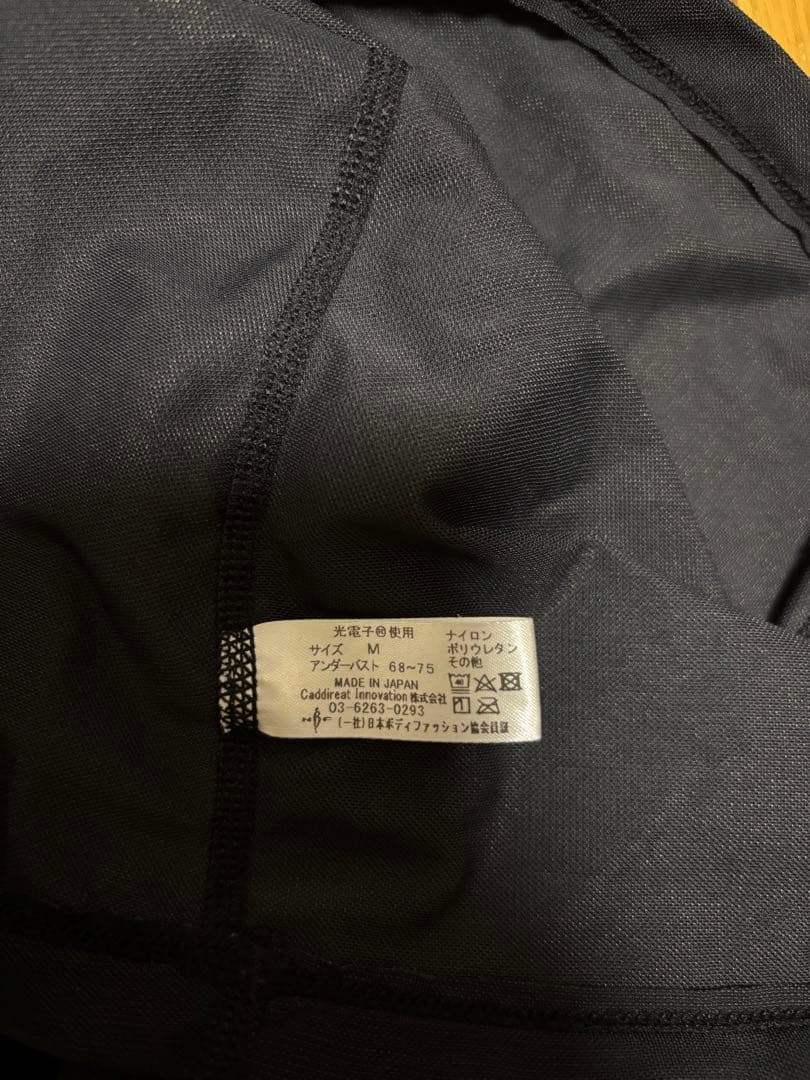 光電子®使用
サイズ M
アンダーバスト 68~75
MADE IN JAPAN
Caddireat Innovation 株式会社
03-6263-0293
(一社)日本ボディファッション協会員証
ナイロン
ポリウレタン
その他
40